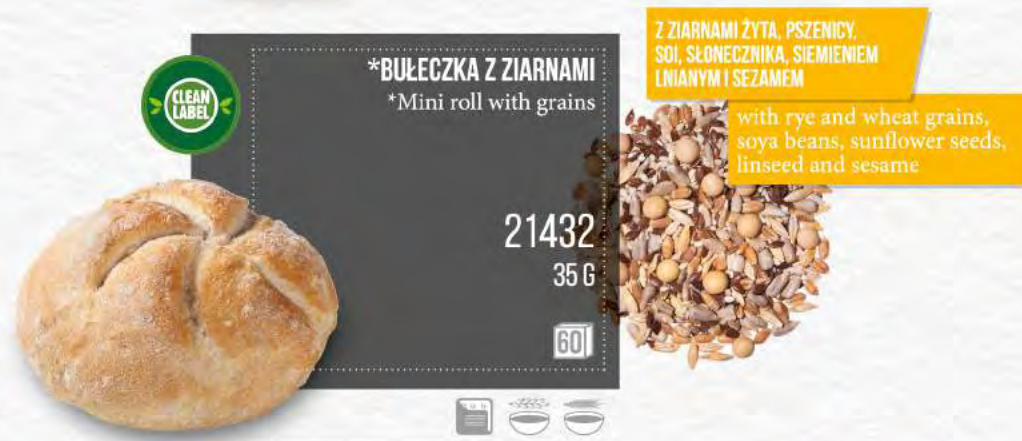 CLEAN
LABEL
*BUŁECZKA Z ZIARNAMI
*Mini roll with grains
21432
35 G
60
Z ZIARNAMI ŻYTA, PSZENICY,
SOI, SŁONECZNIKA, SIEMIENIEM
LNIANYM I SEZAMEM
with rye and wheat grains,
soya beans, sunflower seeds,
linseed and sesame